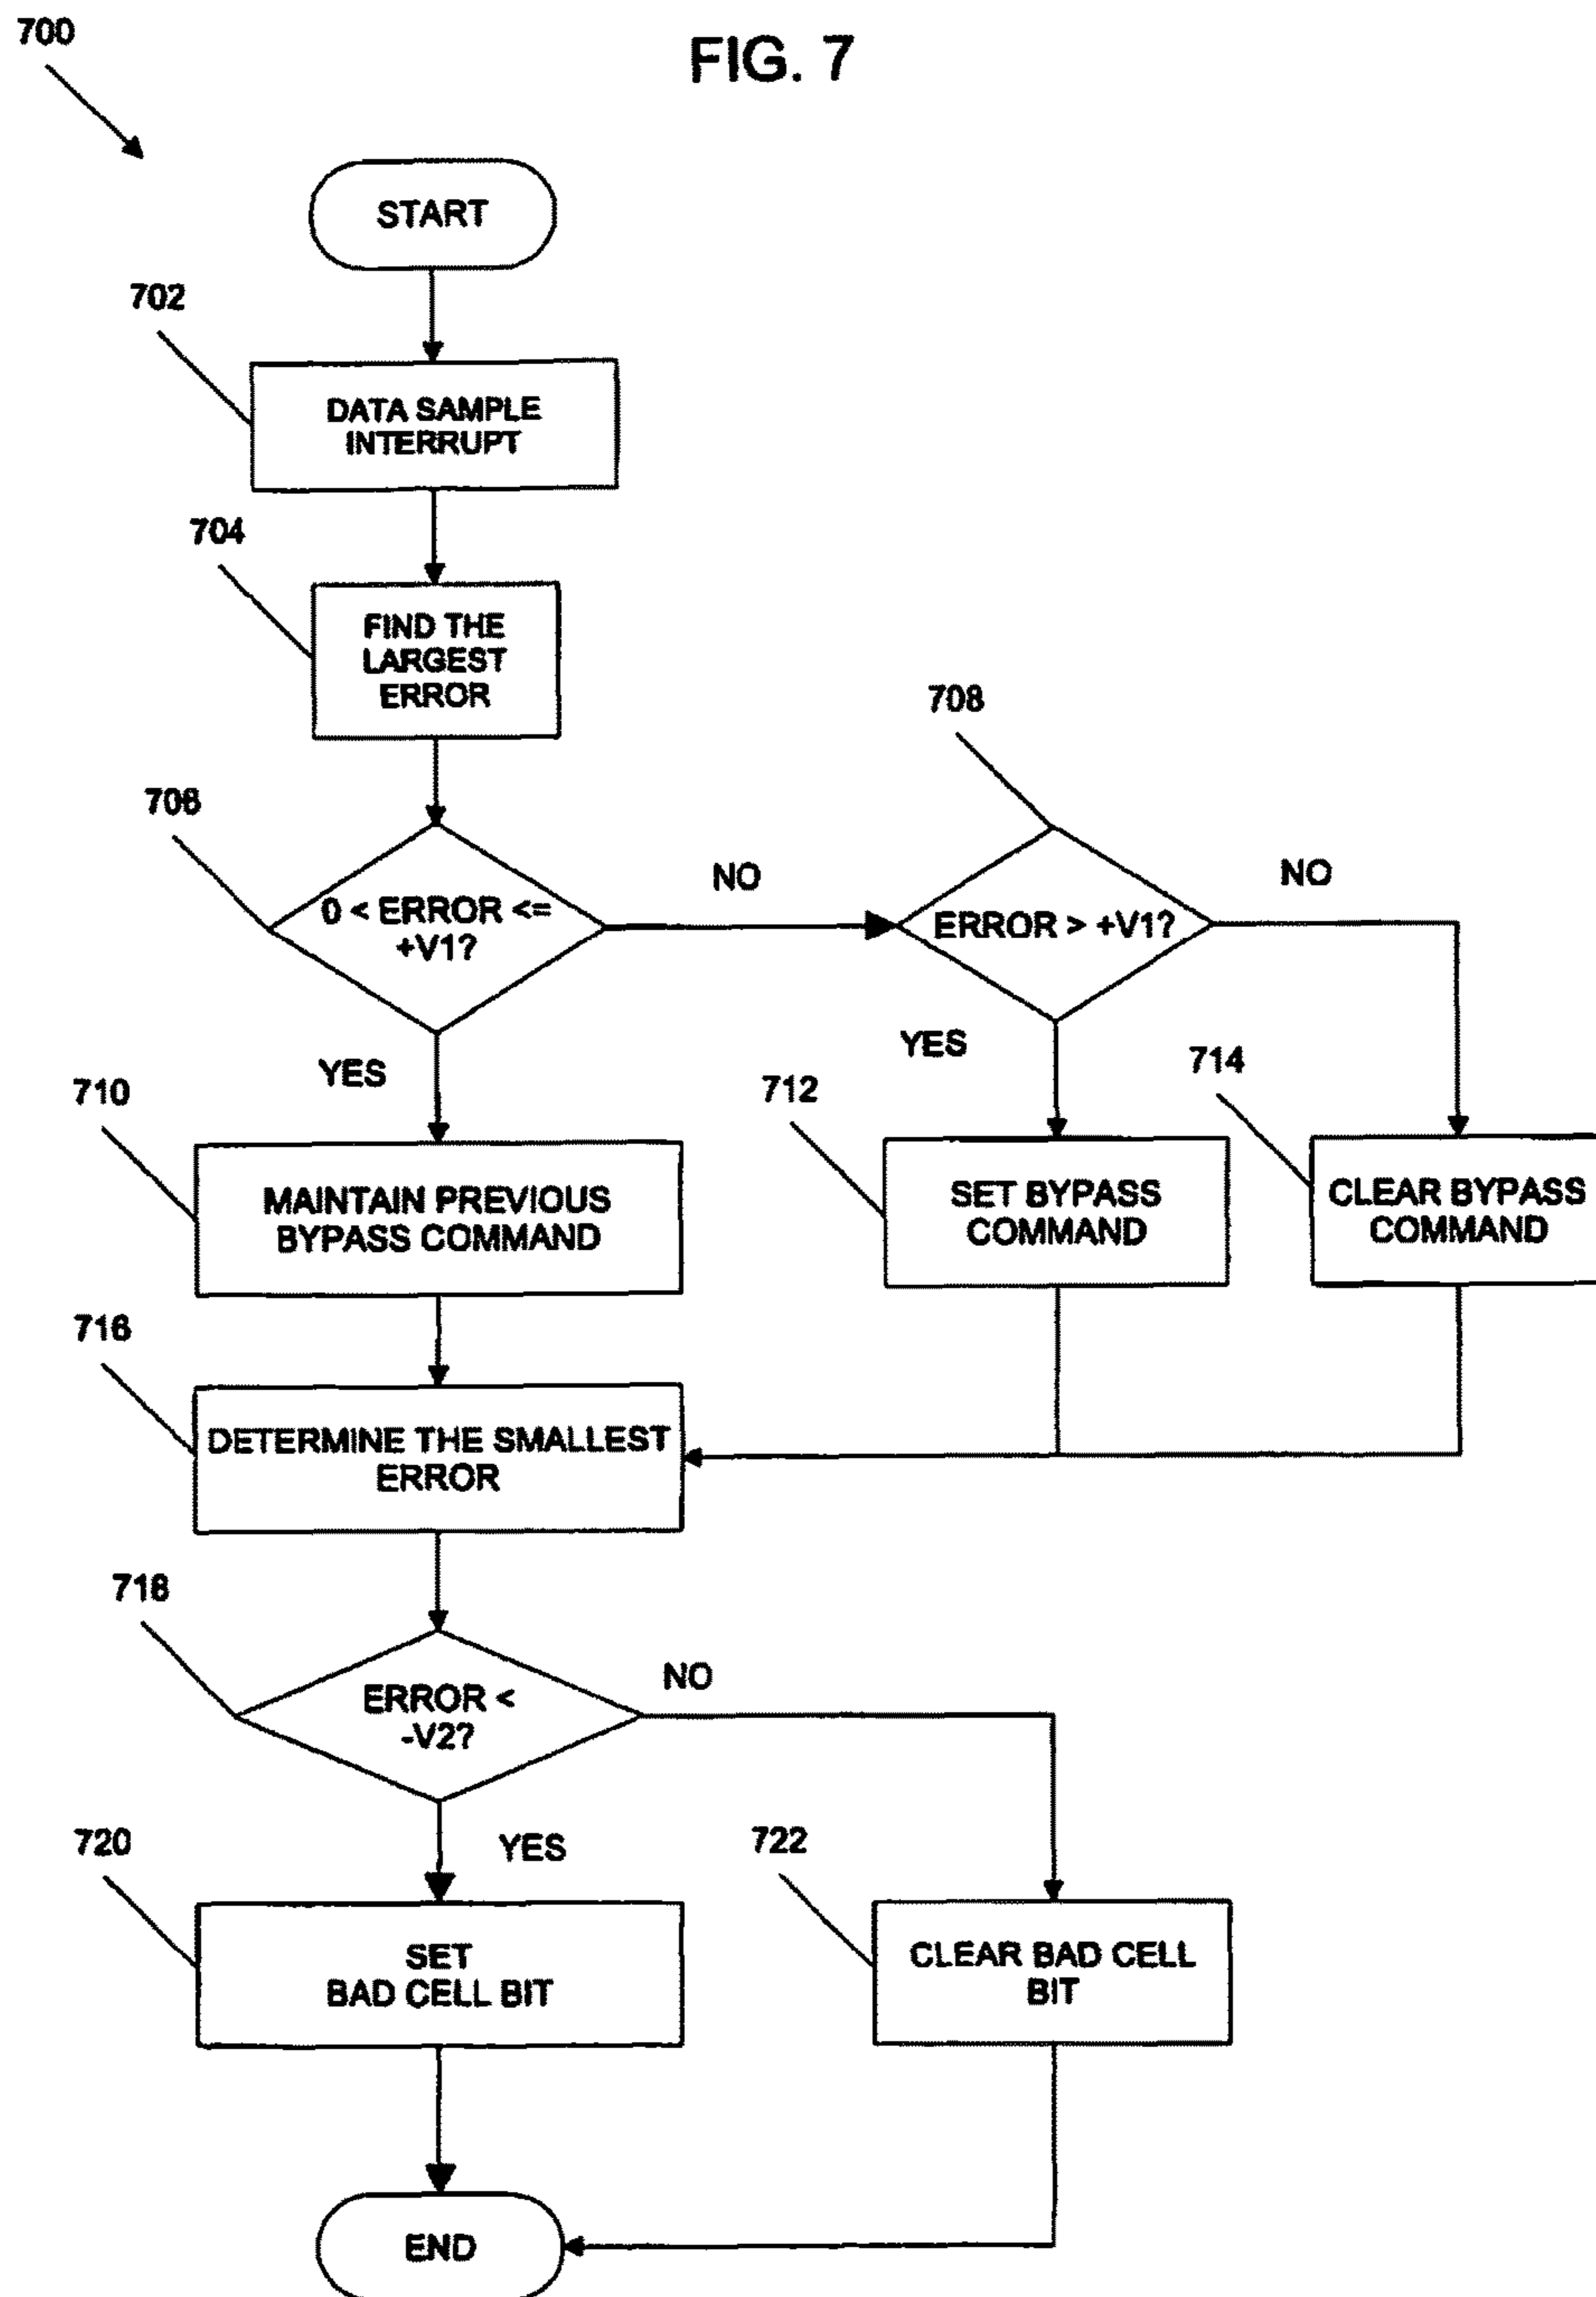 700
FIG. 7
START
702
DATA SAMPLE
INTERRUPT
704
FIND THE
LARGEST
ERROR
706
0 < ERROR <=
+V1?
NO
708
ERROR > +V1?
NO
YES
YES
710
MAINTAIN PREVIOUS
BYPASS COMMAND
712
SET BYPASS
COMMAND
714
CLEAR BYPASS
COMMAND
716
DETERMINE THE SMALLEST
ERROR
718
ERROR <
-V2?
NO
YES
720
SET
BAD CELL BIT
722
CLEAR BAD CELL
BIT
END